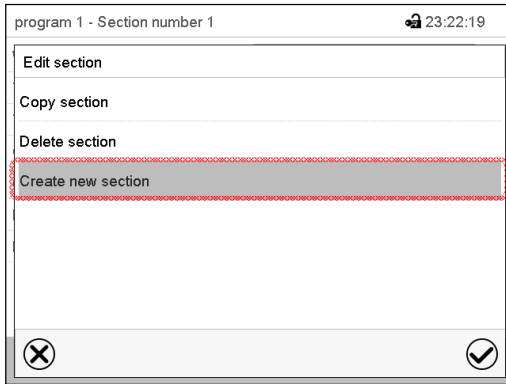 program 1 - Section number 1 23:22:19
Edit section
Copy section
Delete section
Create new section